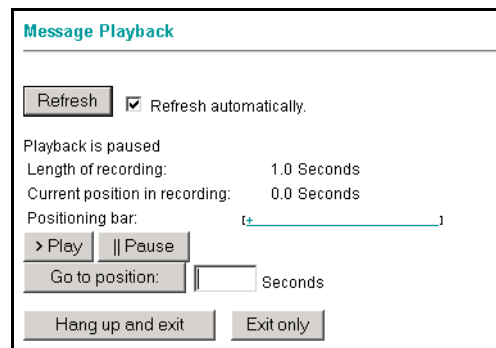 Message Playback
Refresh Refresh automatically.
Playback is paused
Length of recording: 1.0 Seconds
Current position in recording: 0.0 Seconds
Positioning bar: [+ ]
> Play || Pause
Go to position: Seconds
Hang up and exit Exit only